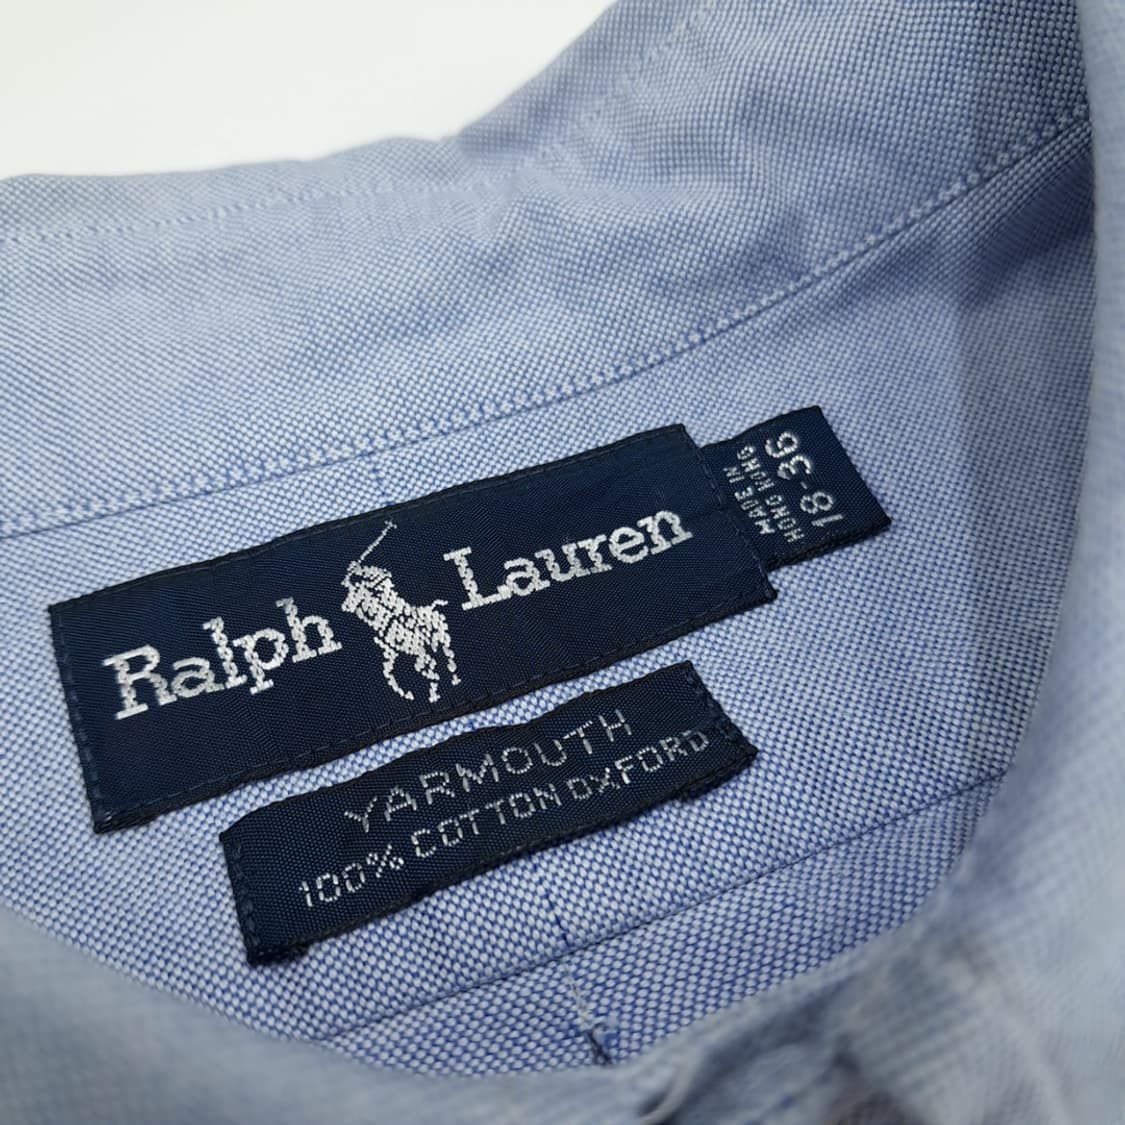 Ralph Lauren
MADE IN
HONG KONG
18-36
YARMOUTH
100% COTTON OXFORD